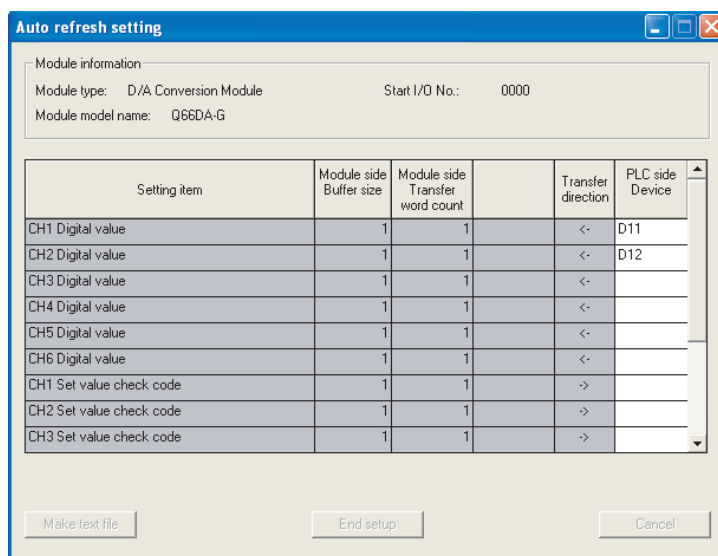 Auto refresh setting
Module information
Module type: D/A Conversion Module Start I/O No.: 0000
Module model name: Q66DA-G
Setting item Module side Buffer size Module side Transfer word count Transfer direction PLC side Device
CH1 Digital value 1 1 <- D11
CH2 Digital value 1 1 <- D12
CH3 Digital value 1 1 <-
CH4 Digital value 1 1 <-
CH5 Digital value 1 1 <-
CH6 Digital value 1 1 <-
CH1 Set value check code 1 1 ->
CH2 Set value check code 1 1 ->
CH3 Set value check code 1 1 ->
Make text file End setup Cancel